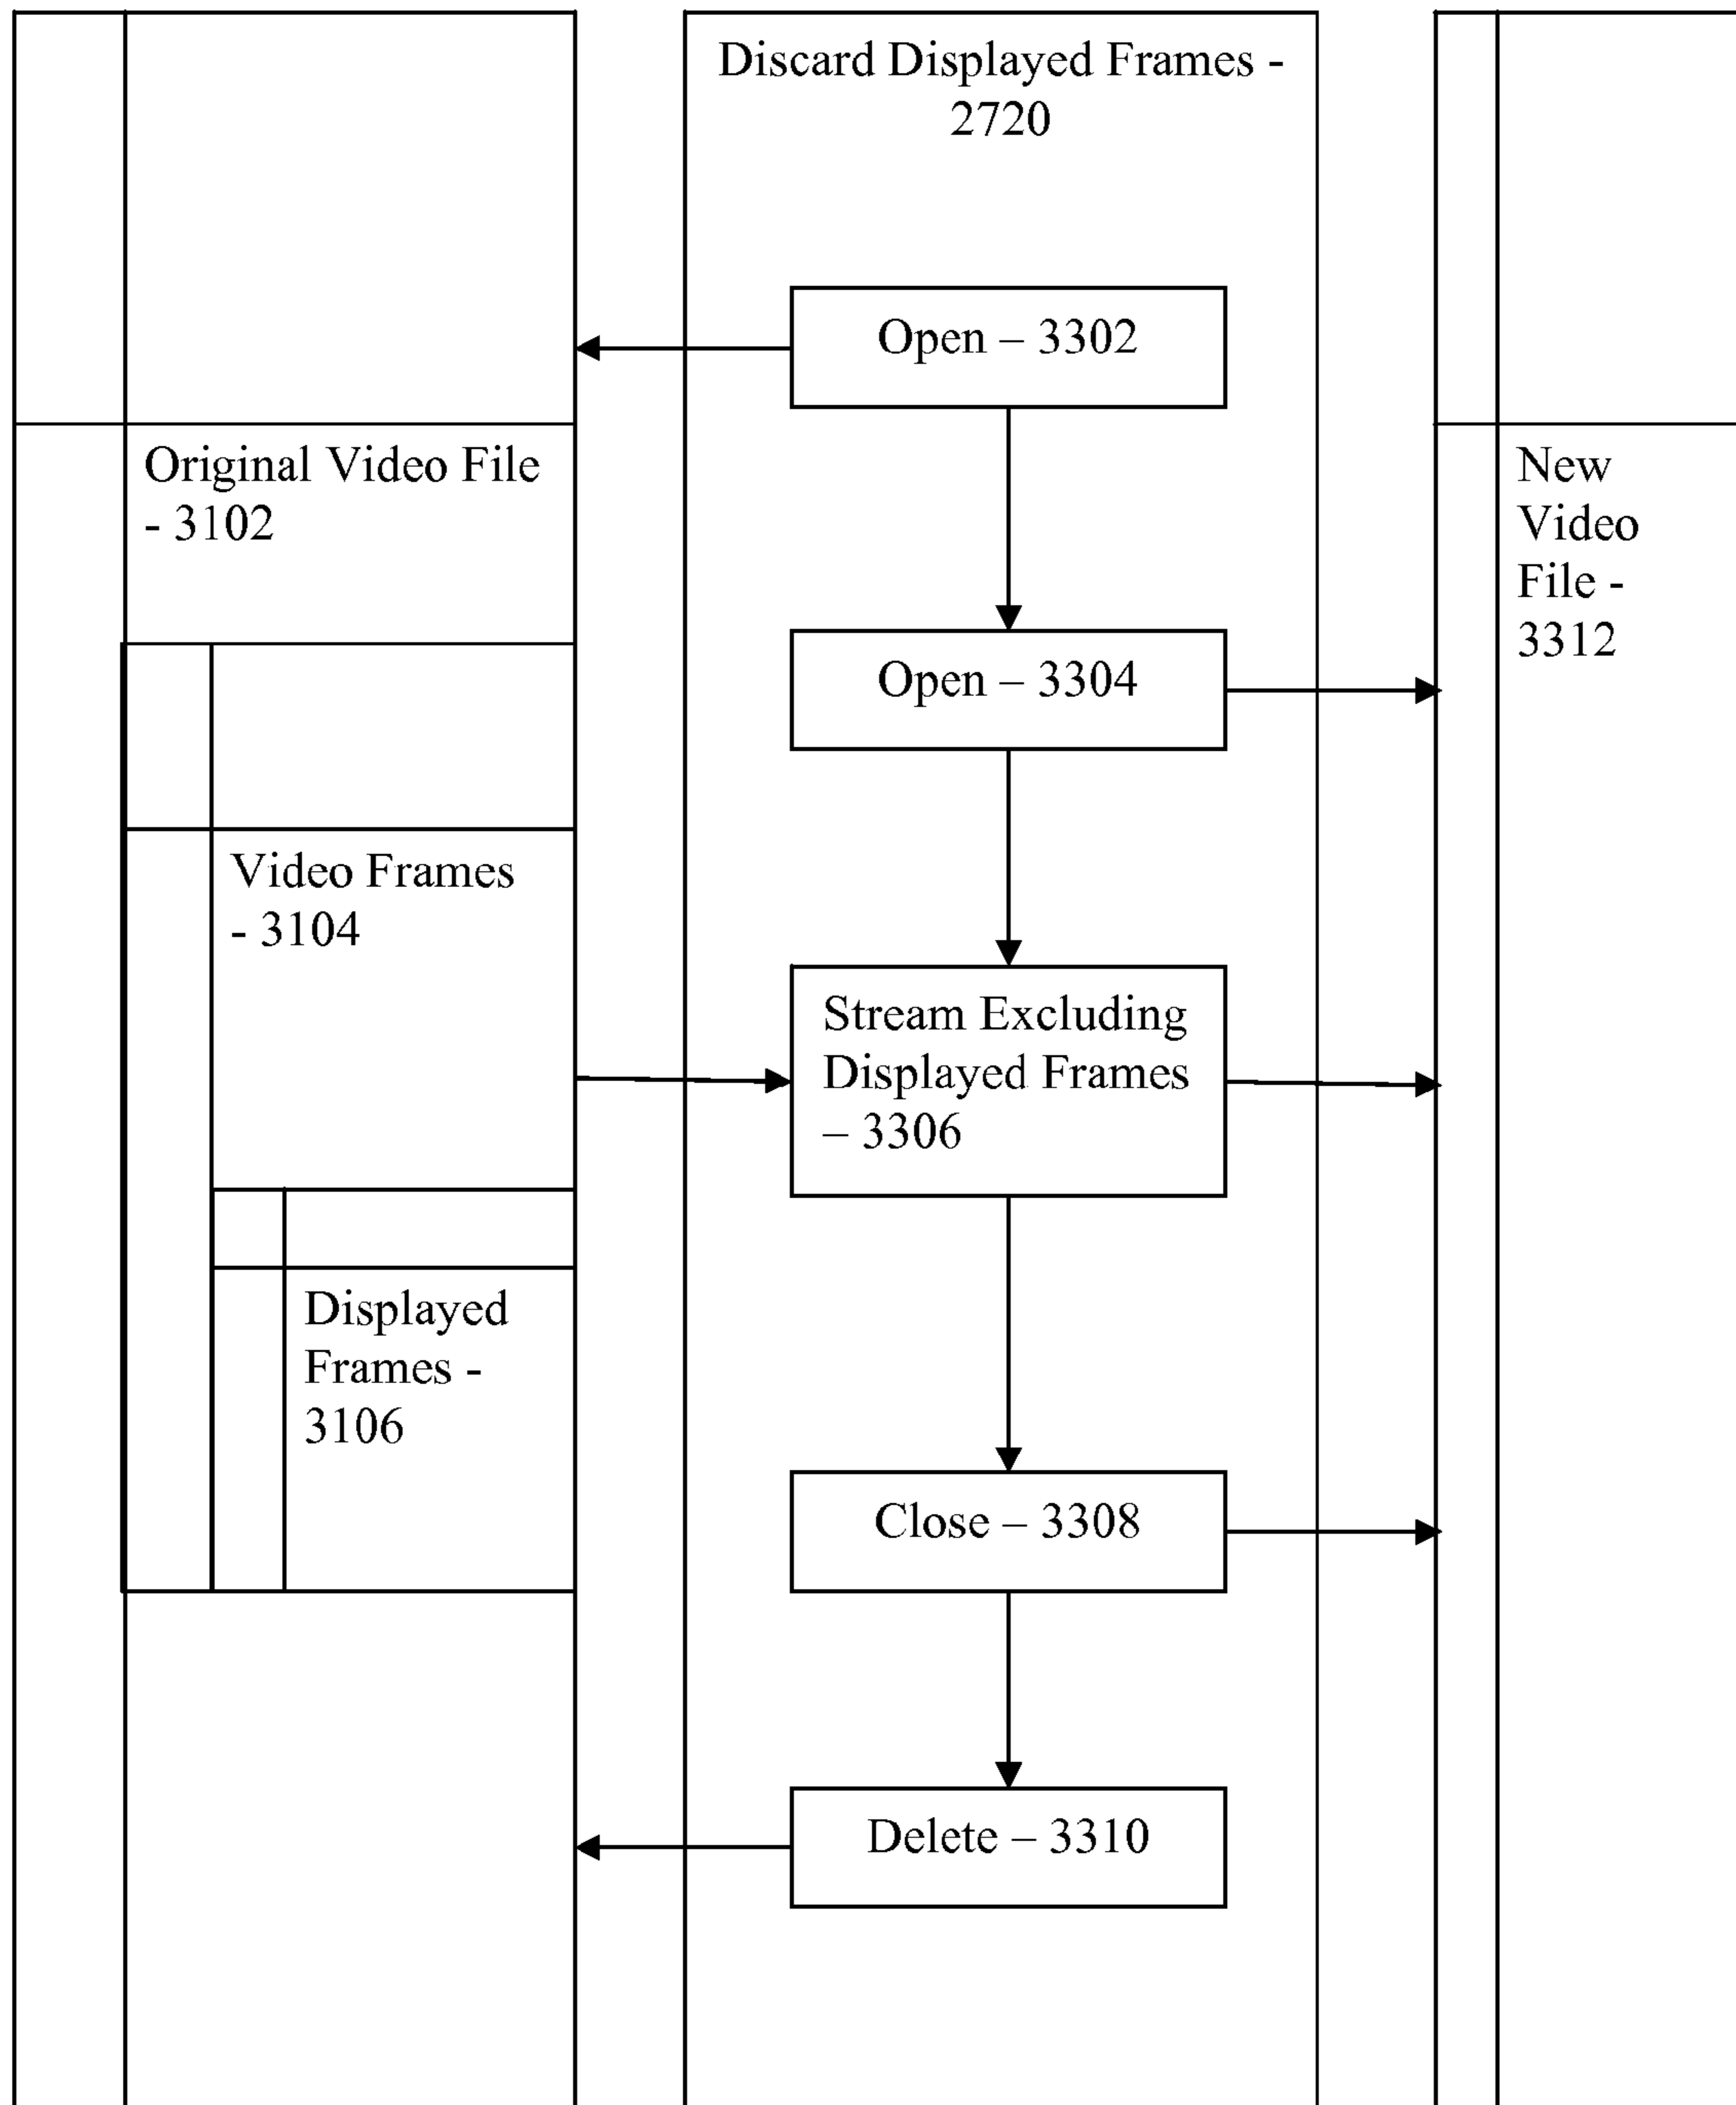 Discard Displayed Frames -
2720
Open – 3302
Original Video File
- 3102
New
Video
File -
3312
Open – 3304
Video Frames
- 3104
Stream Excluding
Displayed Frames
– 3306
Displayed
Frames -
3106
Close – 3308
Delete – 3310